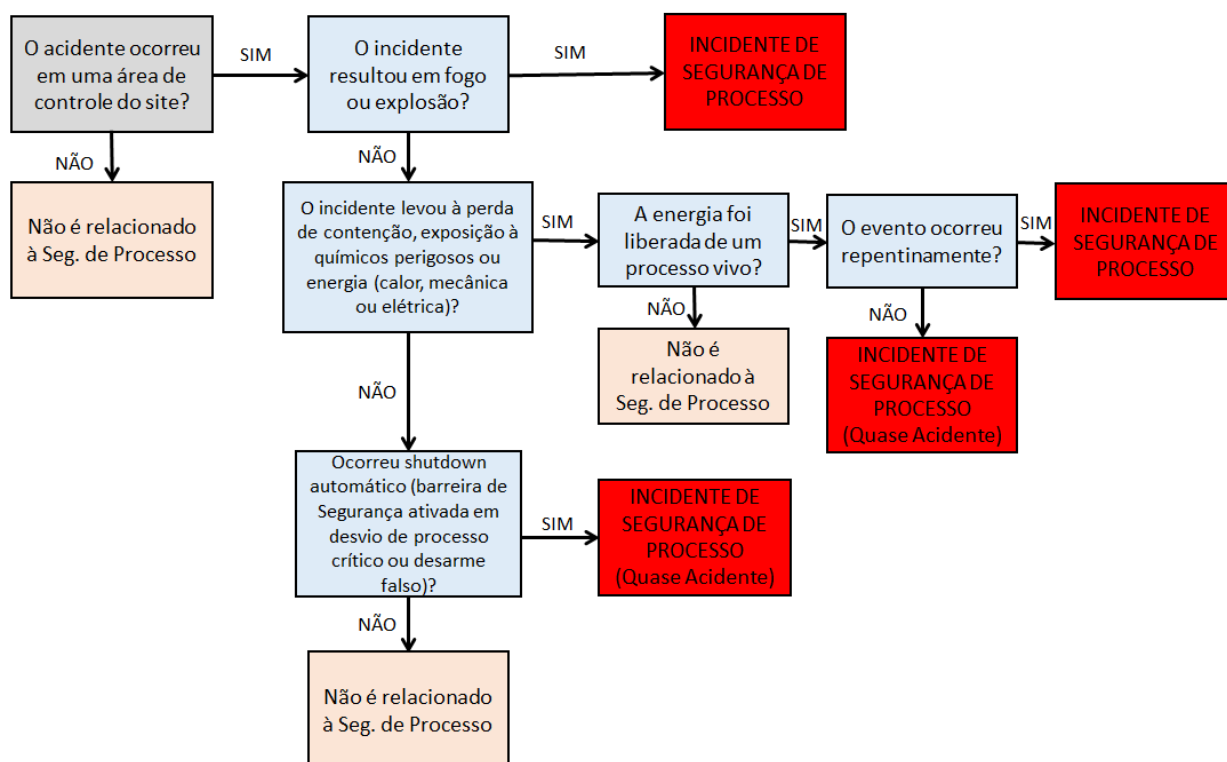 O acidente ocorreu
em uma área de
controle do site?
SIM
O incidente
resultou em fogo
ou explosão?
SIM
INCIDENTE DE
SEGURANÇA DE
PROCESSO
NÃO
NÃO
Não é relacionado
à Seg. de Processo
O incidente levou à perda
de contenção, exposição à
químicos perigosos ou
energia (calor, mecânica
ou elétrica)?
SIM
A energia foi
liberada de um
processo vivo?
SIM
O evento ocorreu
repentinamente?
SIM
INCIDENTE DE
SEGURANÇA DE
PROCESSO
NÃO
NÃO
NÃO
Não é
relacionado à
Seg. de Processo
INCIDENTE DE
SEGURANÇA DE
PROCESSO
(Quase Acidente)
Ocorreu shutdown
automático (barreira de
Segurança ativada em
desvio de processo
crítico ou desarme
falso)?
SIM
INCIDENTE DE
SEGURANÇA DE
PROCESSO
(Quase Acidente)
NÃO
Não é relacionado
à Seg. de Processo